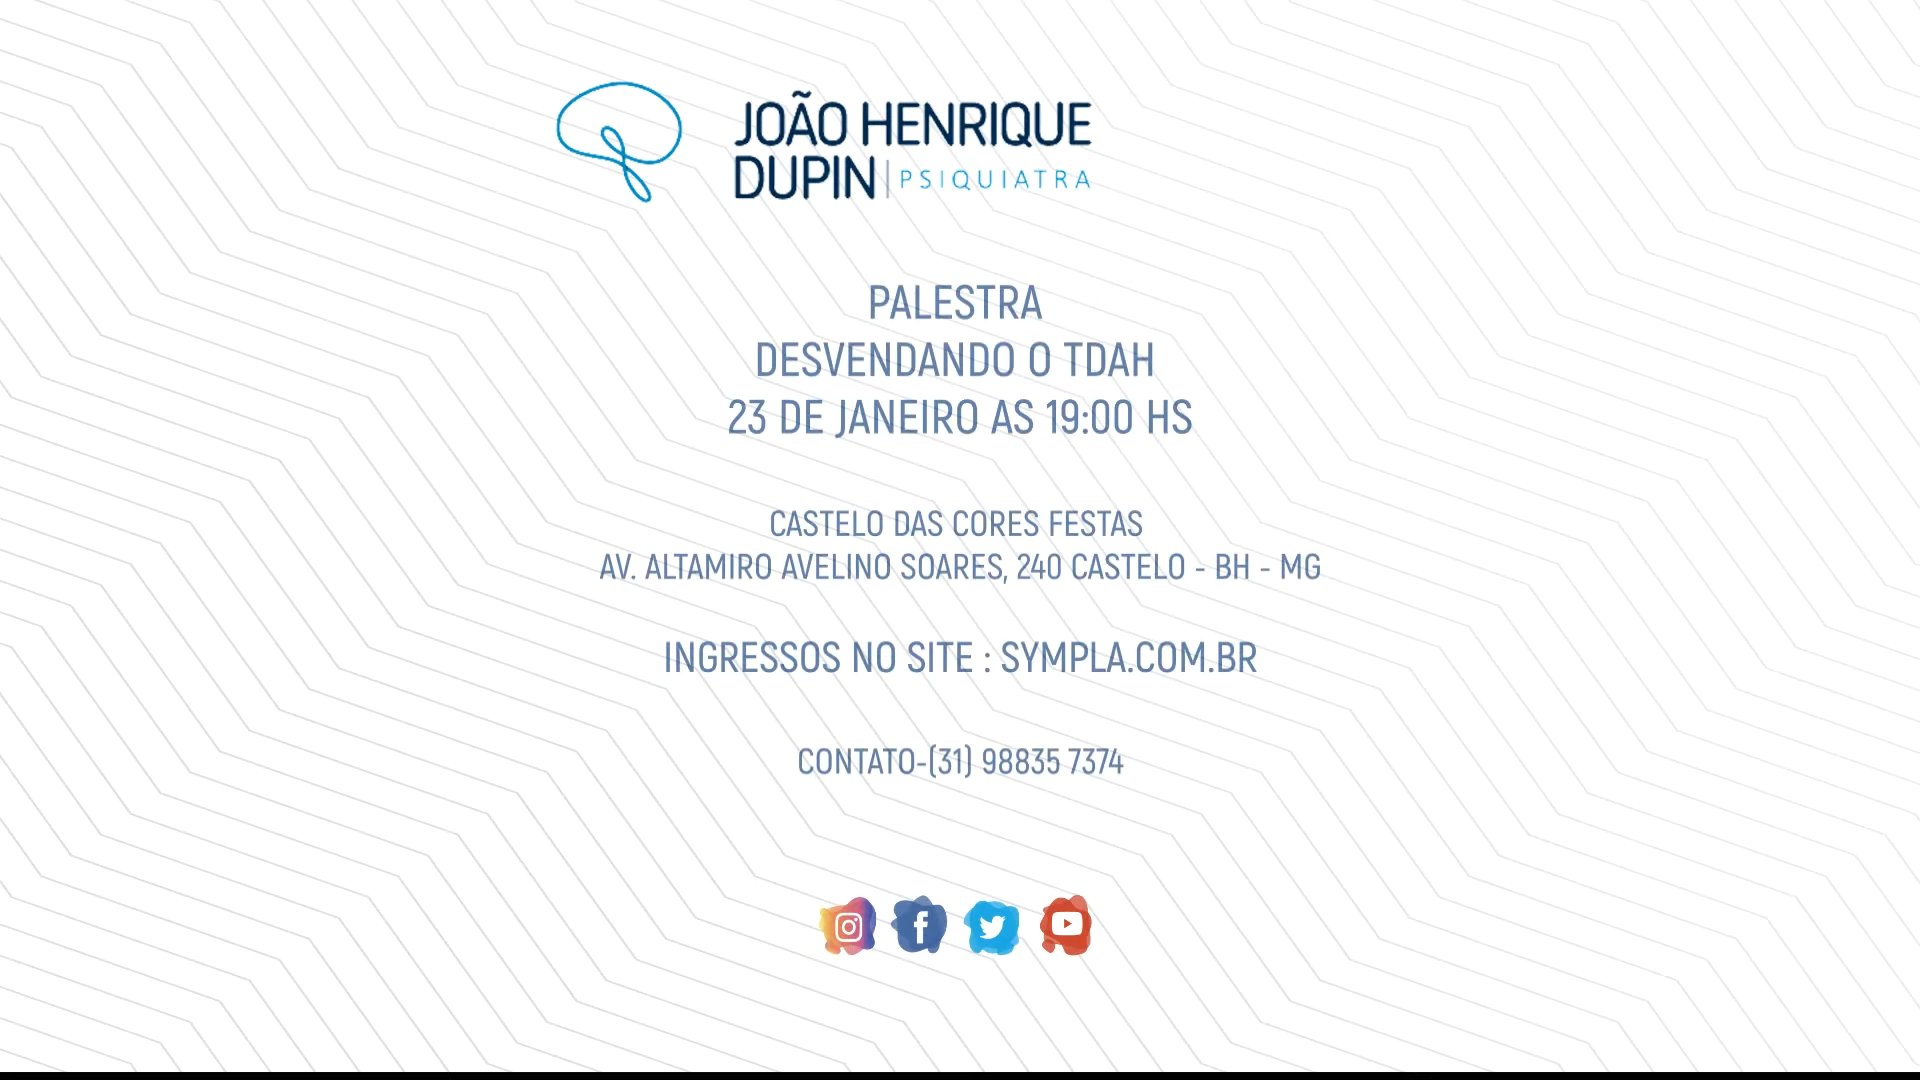 JOÃO HENRIQUE
DUPIN | PSIQUIATRA
PALESTRA
DESVENDANDO O TDAH
23 DE JANEIRO AS 19:00 HS
CASTELO DAS CORES FESTAS
AV. ALTAMIRO AVELINO SOARES, 240 CASTELO - BH - MG
INGRESSOS NO SITE : SYMPLA.COM.BR
CONTATO-(31) 98835 7374